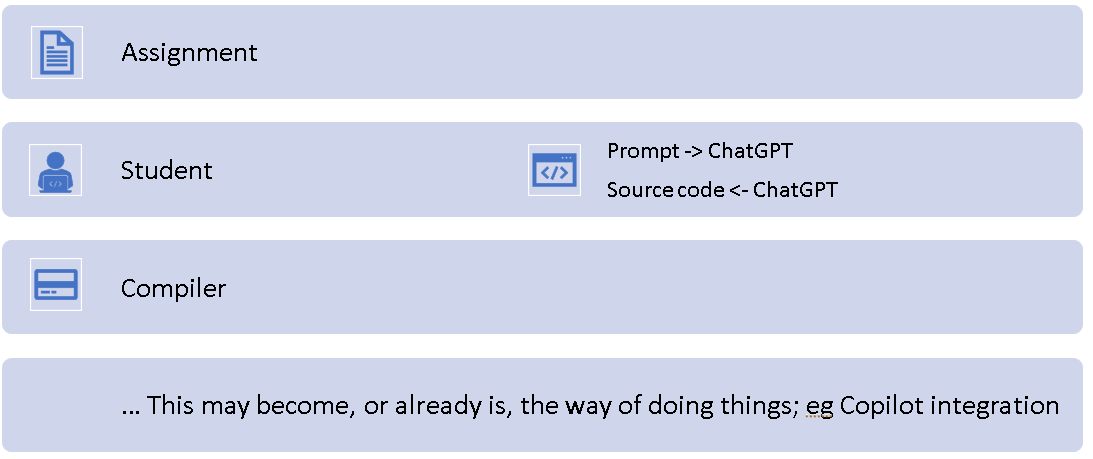 Assignment
Student
Prompt -> ChatGPT
Source code <- ChatGPT
Compiler
... This may become, or already is, the way of doing things; eg Copilot integration